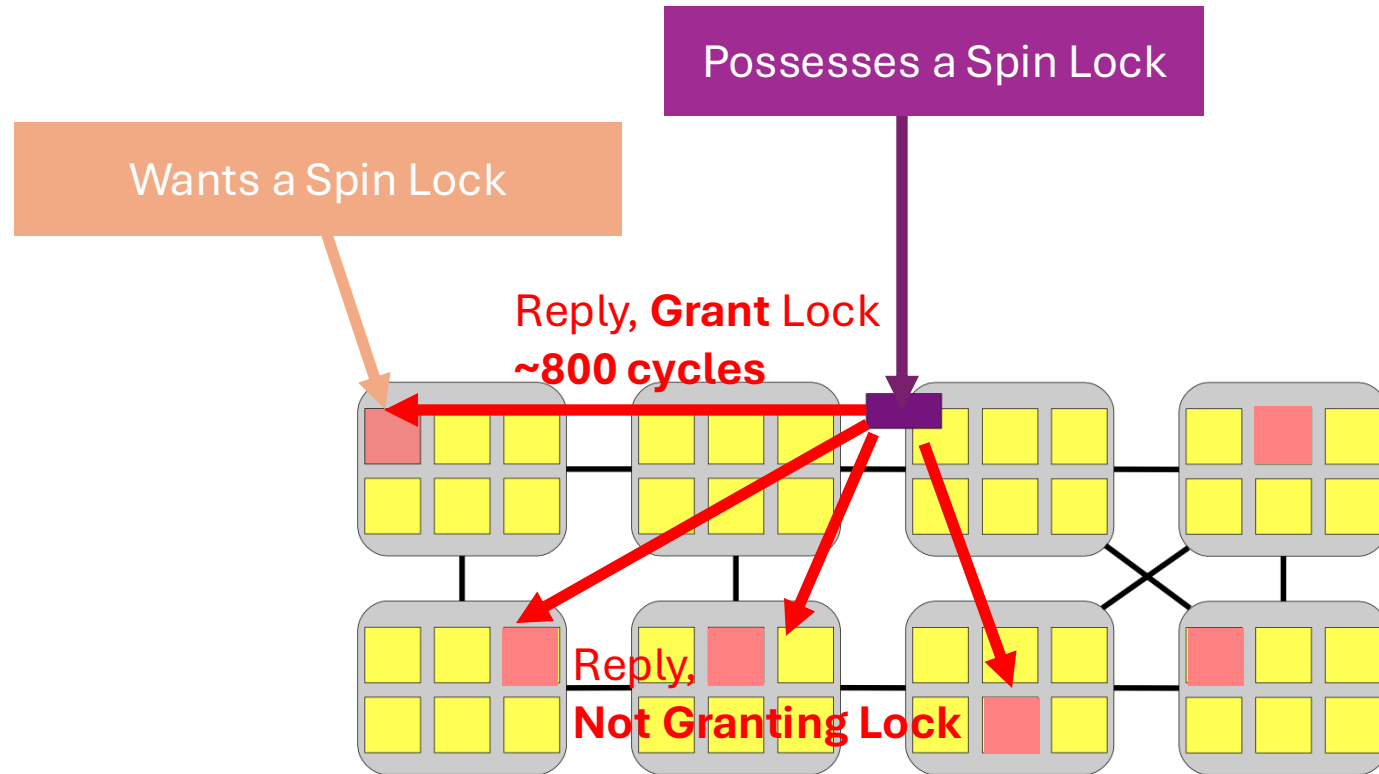 Possesses a Spin Lock
Wants a Spin Lock
Reply, Grant Lock
~800 cycles
Reply,
Not Granting Lock